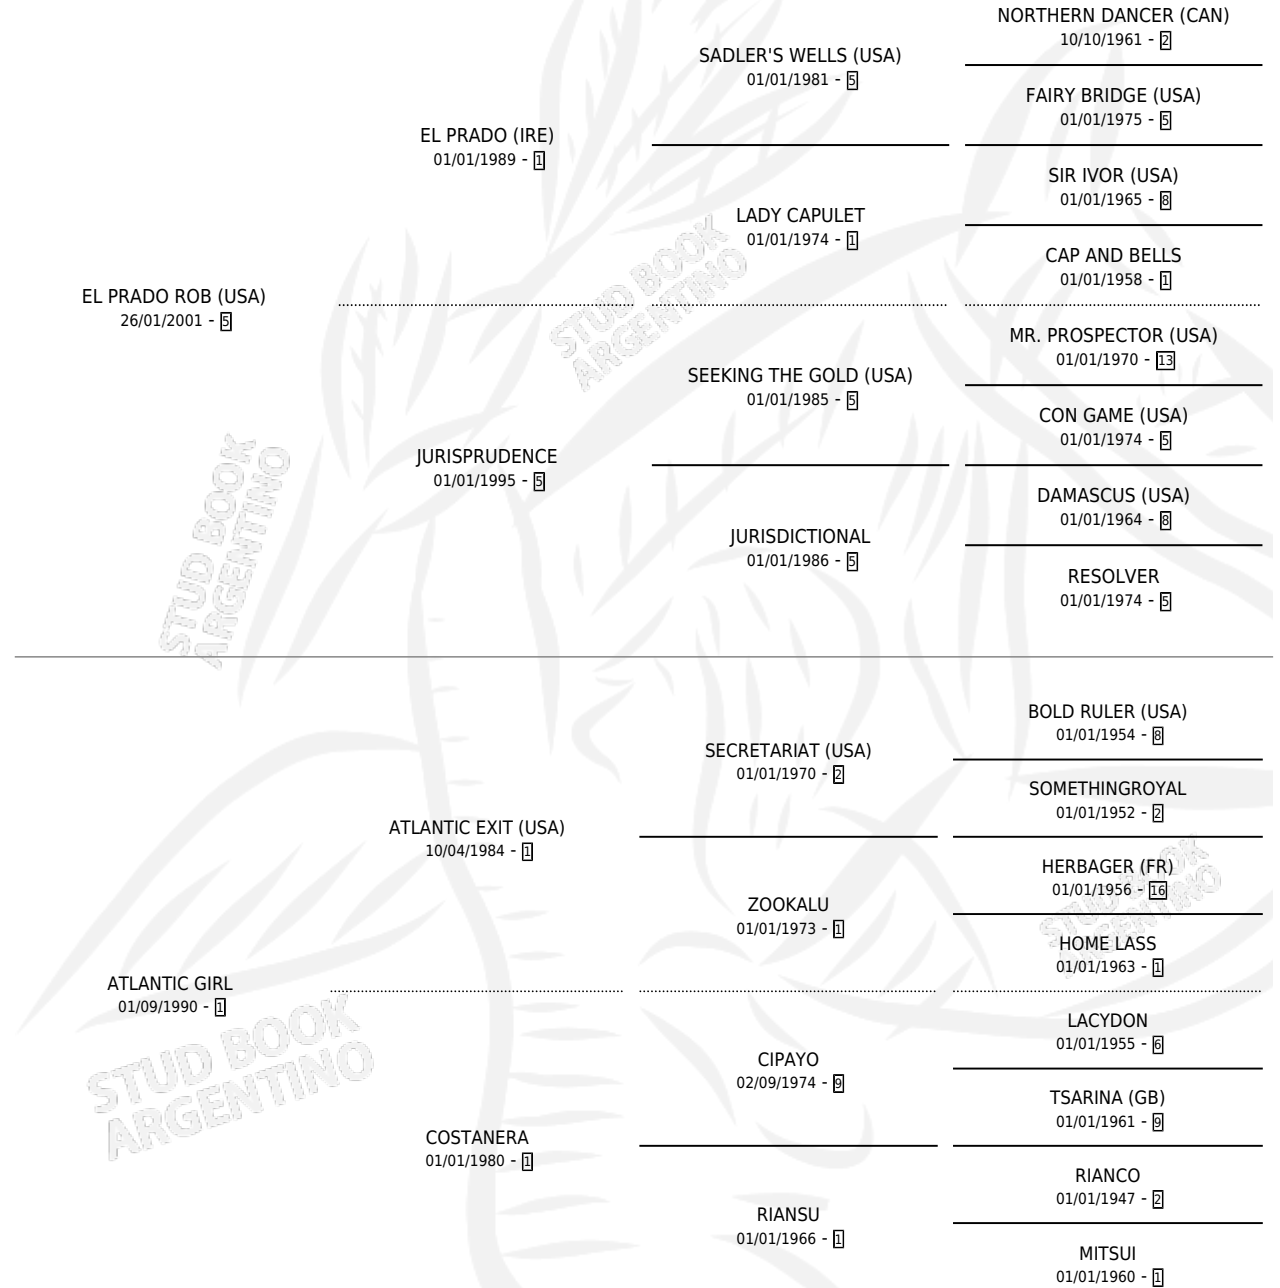 NORTHERN DANCER (CAN)
10/10/1961 - 2
SADLER'S WELLS (USA)
01/01/1981 - 5
FAIRY BRIDGE (USA)
01/01/1975 - 5
EL PRADO (IRE)
01/01/1989 - 1
SIR IVOR (USA)
01/01/1965 - 8
LADY CAPULET
01/01/1974 - 1
CAP AND BELLS
01/01/1958 - 1
EL PRADO ROB (USA)
26/01/2001 - 5
MR. PROSPECTOR (USA)
01/01/1970 - 13
SEEKING THE GOLD (USA)
01/01/1985 - 5
CON GAME (USA)
01/01/1974 - 5
JURISPRUDENCE
01/01/1995 - 5
DAMASCUS (USA)
01/01/1964 - 8
JURISDICTIONAL
01/01/1986 - 5
RESOLVER
01/01/1974 - 5
BOLD RULER (USA)
01/01/1954 - 8
SECRETARIAT (USA)
01/01/1970 - 2
SOMETHINGROYAL
01/01/1952 - 2
ATLANTIC EXIT (USA)
10/04/1984 - 1
HERBAGER (FR)
01/01/1956 - 16
ZOOKALU
01/01/1973 - 1
HOME LASS
01/01/1963 - 1
ATLANTIC GIRL
01/09/1990 - 1
LACYDON
01/01/1955 - 6
CIPAYO
02/09/1974 - 9
TSARINA (GB)
01/01/1961 - 9
COSTANERA
01/01/1980 - 1
RIANCO
01/01/1947 - 2
RIANSU
01/01/1966 - 1
MITSUI
01/01/1960 - 1
STUD BOOK
ARGENTINO
STUD BOOK
ARGENTINO
STUD BOOK
ARGENTINO
STUD BOOK
ARGENTINO